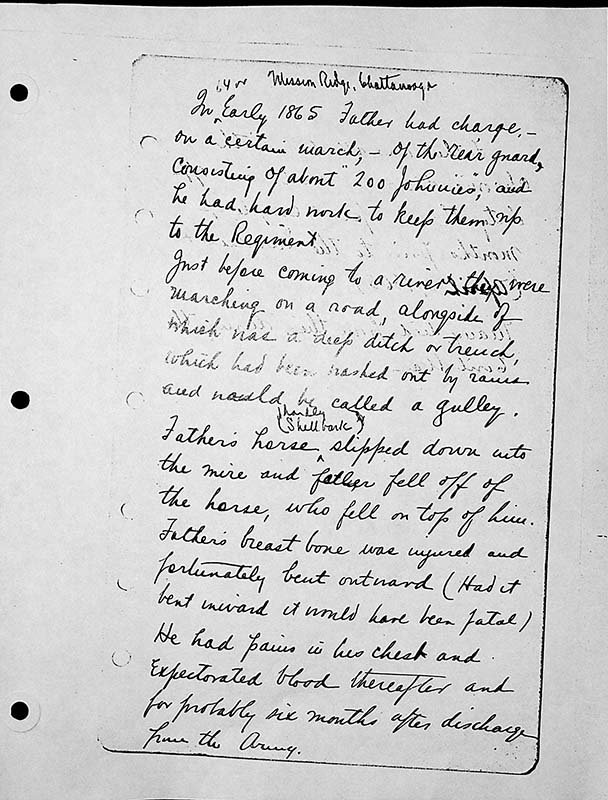 64 or Mission Ridge, Chattanooga
In Early 1865 Father had charge, –
on a certain march, – of the rear guard,
consisting of about "200 Johnnies", and
he had hard work to keep them up
to the Regiment
Just before coming to a river they were
marching on a road, alongside of
which was a deep ditch or trench,
which had been washed out by rains
and would be called a gulley.
(Shellbark)
Father's horse slipped down into
the mire and father fell off of
the horse, who fell on top of him.
Father's breast bone was injured and
fortunately bent outward (Had it
bent inward it would have been fatal)
He had pains in his chest and
Expectorated blood thereafter and
for probably six months after discharge
from the Army.